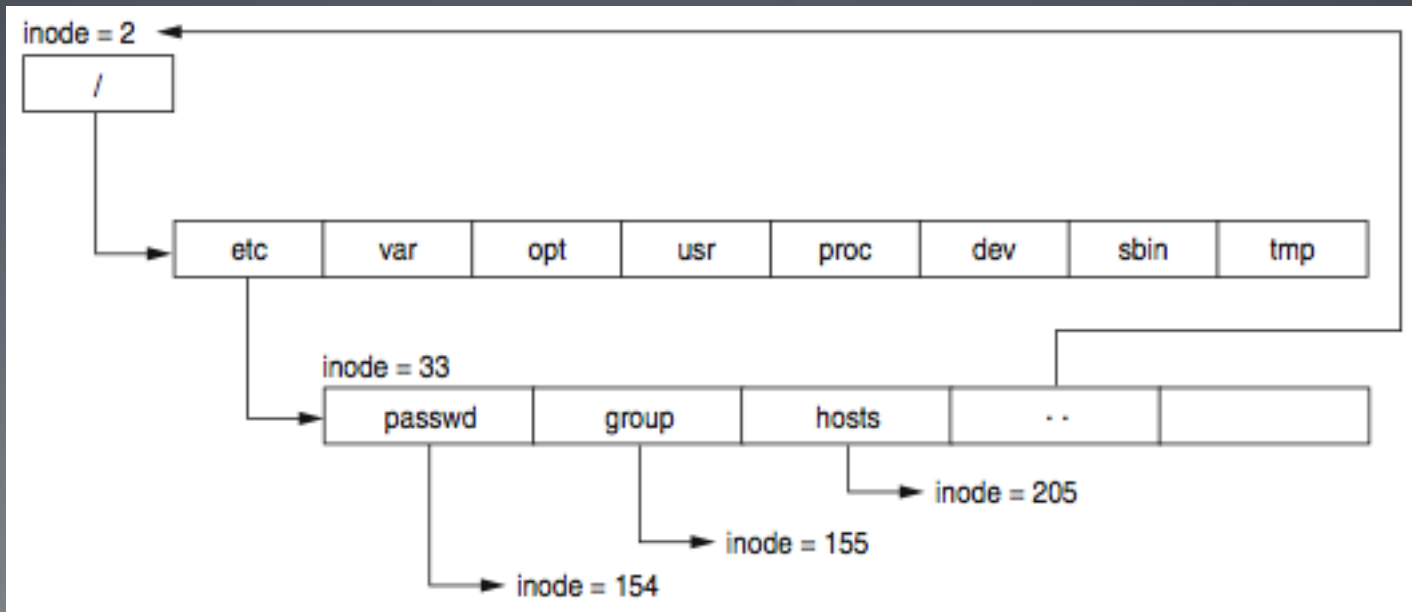 inode = 2
/
etc var opt usr proc dev sbin tmp
inode = 33
passwd group hosts ..
inode = 205
inode = 155
inode = 154